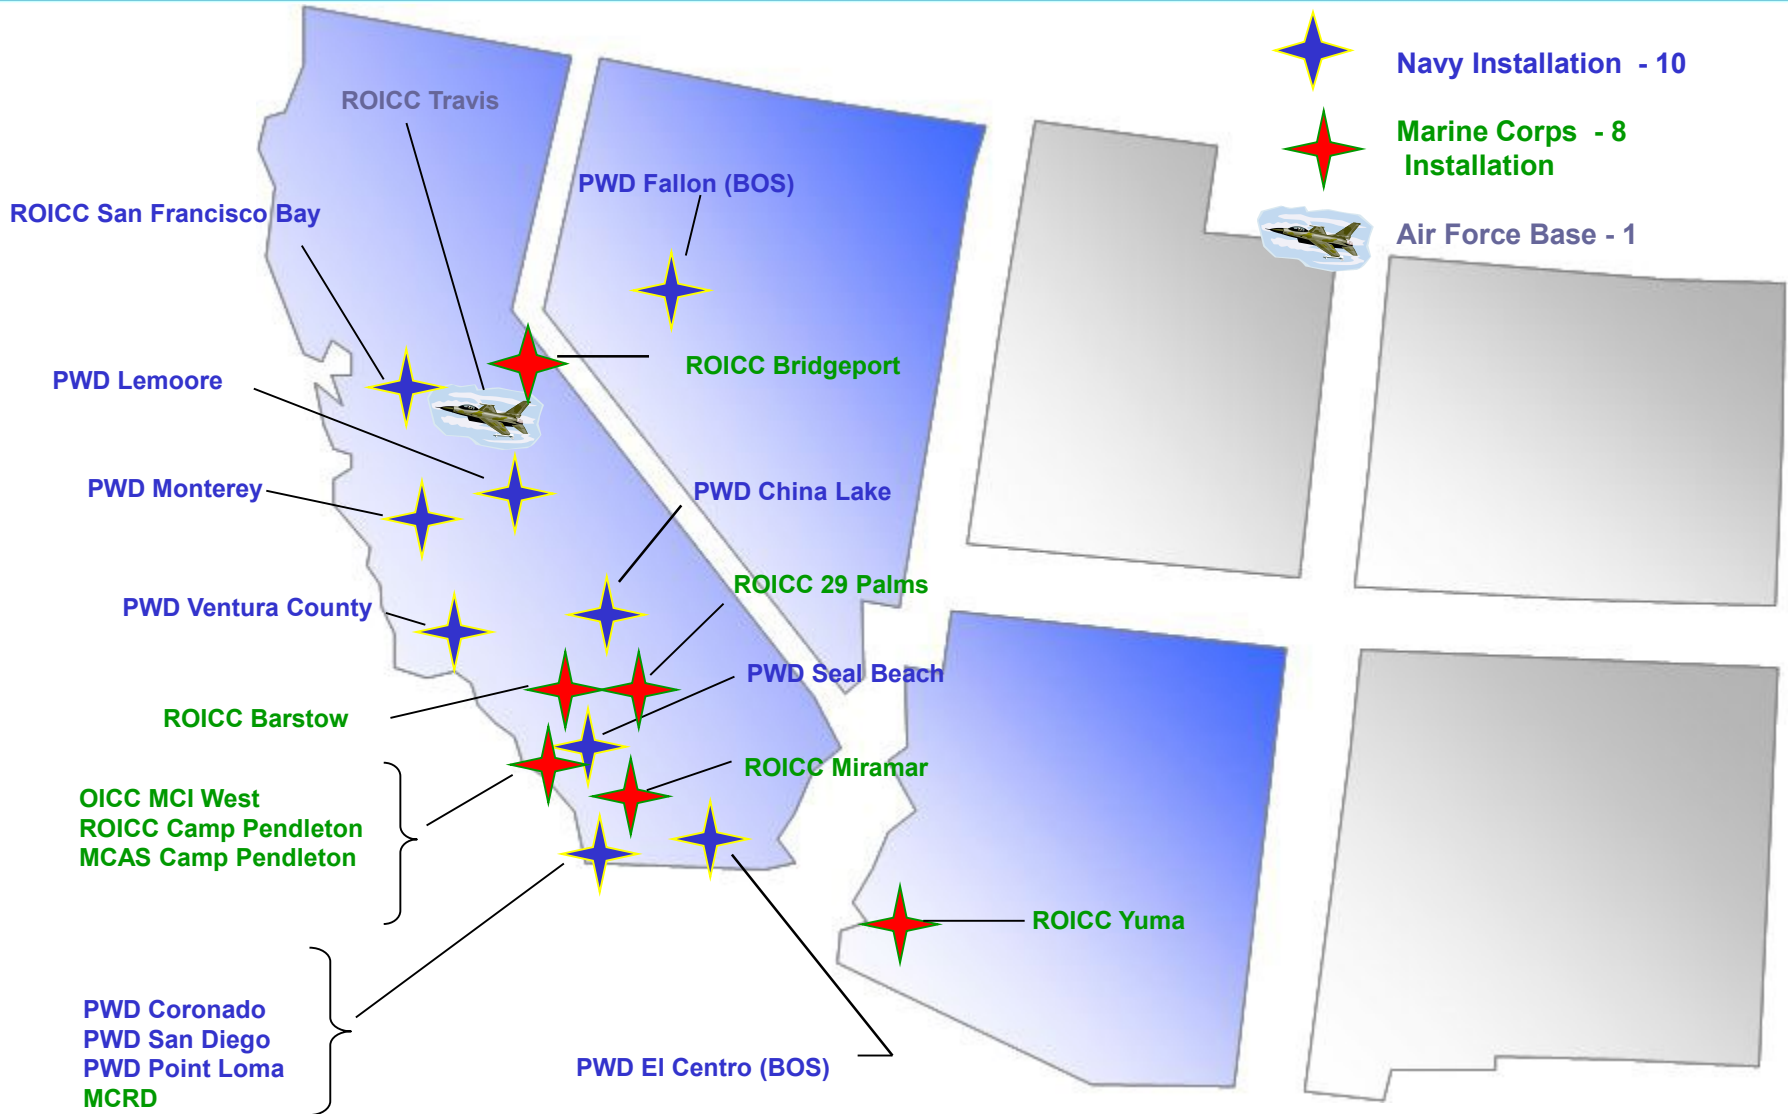 Navy Installation - 10
Marine Corps - 8
Installation
Air Force Base - 1
ROICC Travis
PWD Fallon (BOS)
ROICC San Francisco Bay
ROICC Bridgeport
PWD Lemoore
PWD Monterey
PWD China Lake
ROICC 29 Palms
PWD Ventura County
PWD Seal Beach
ROICC Barstow
ROICC Miramar
OICC MCI West
ROICC Camp Pendleton
MCAS Camp Pendleton
ROICC Yuma
PWD Coronado
PWD San Diego
PWD Point Loma
MCRD
PWD El Centro (BOS)